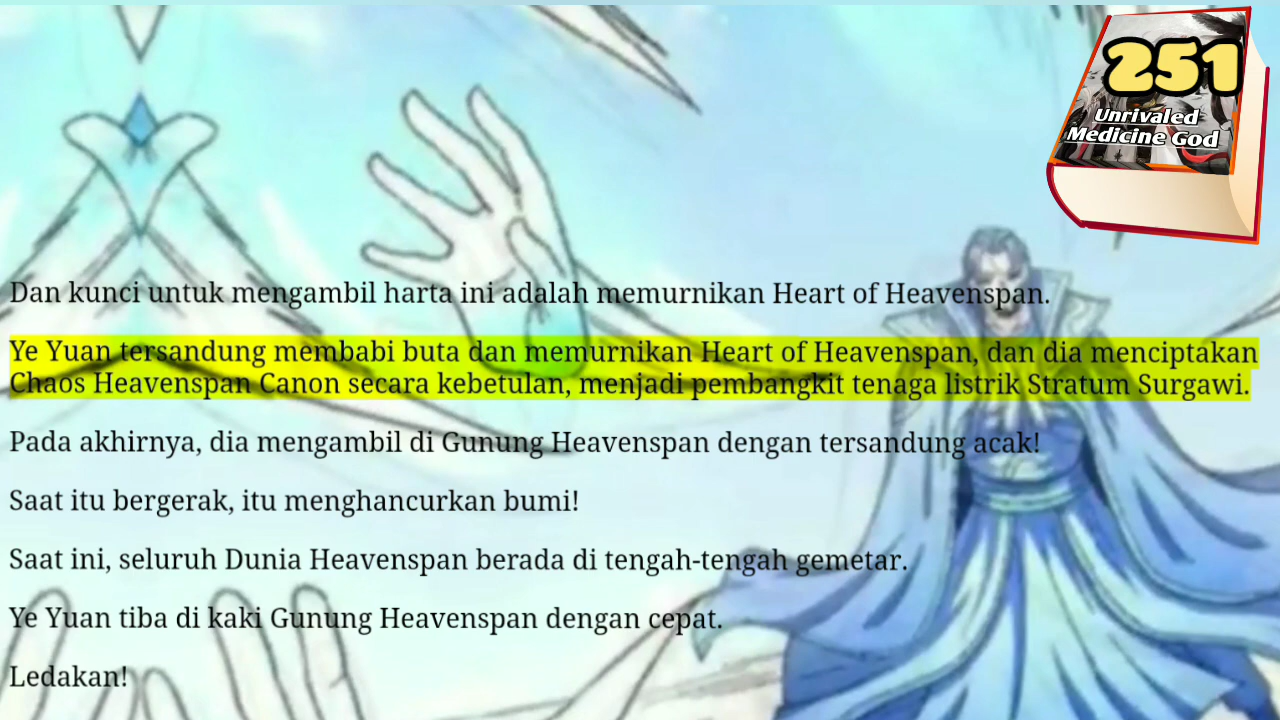 251
Unrivaled
Medicine God
Dan kunci untuk mengambil harta ini adalah memurnikan Heart of Heavenspan.
Ye Yuan tersandung membabi buta dan memurnikan Heart of Heavenspan, dan dia menciptakan
Chaos Heavenspan Canon secara kebetulan, menjadi pembangkit tenaga listrik Stratum Surgawi.
Pada akhirnya, dia mengambil di Gunung Heavenspan dengan tersandung acak!
Saat itu bergerak, itu menghancurkan bumi!
Saat ini, seluruh Dunia Heavenspan berada di tengah-tengah gemetar.
Ye Yuan tiba di kaki Gunung Heavenspan dengan cepat.
Ledakan!